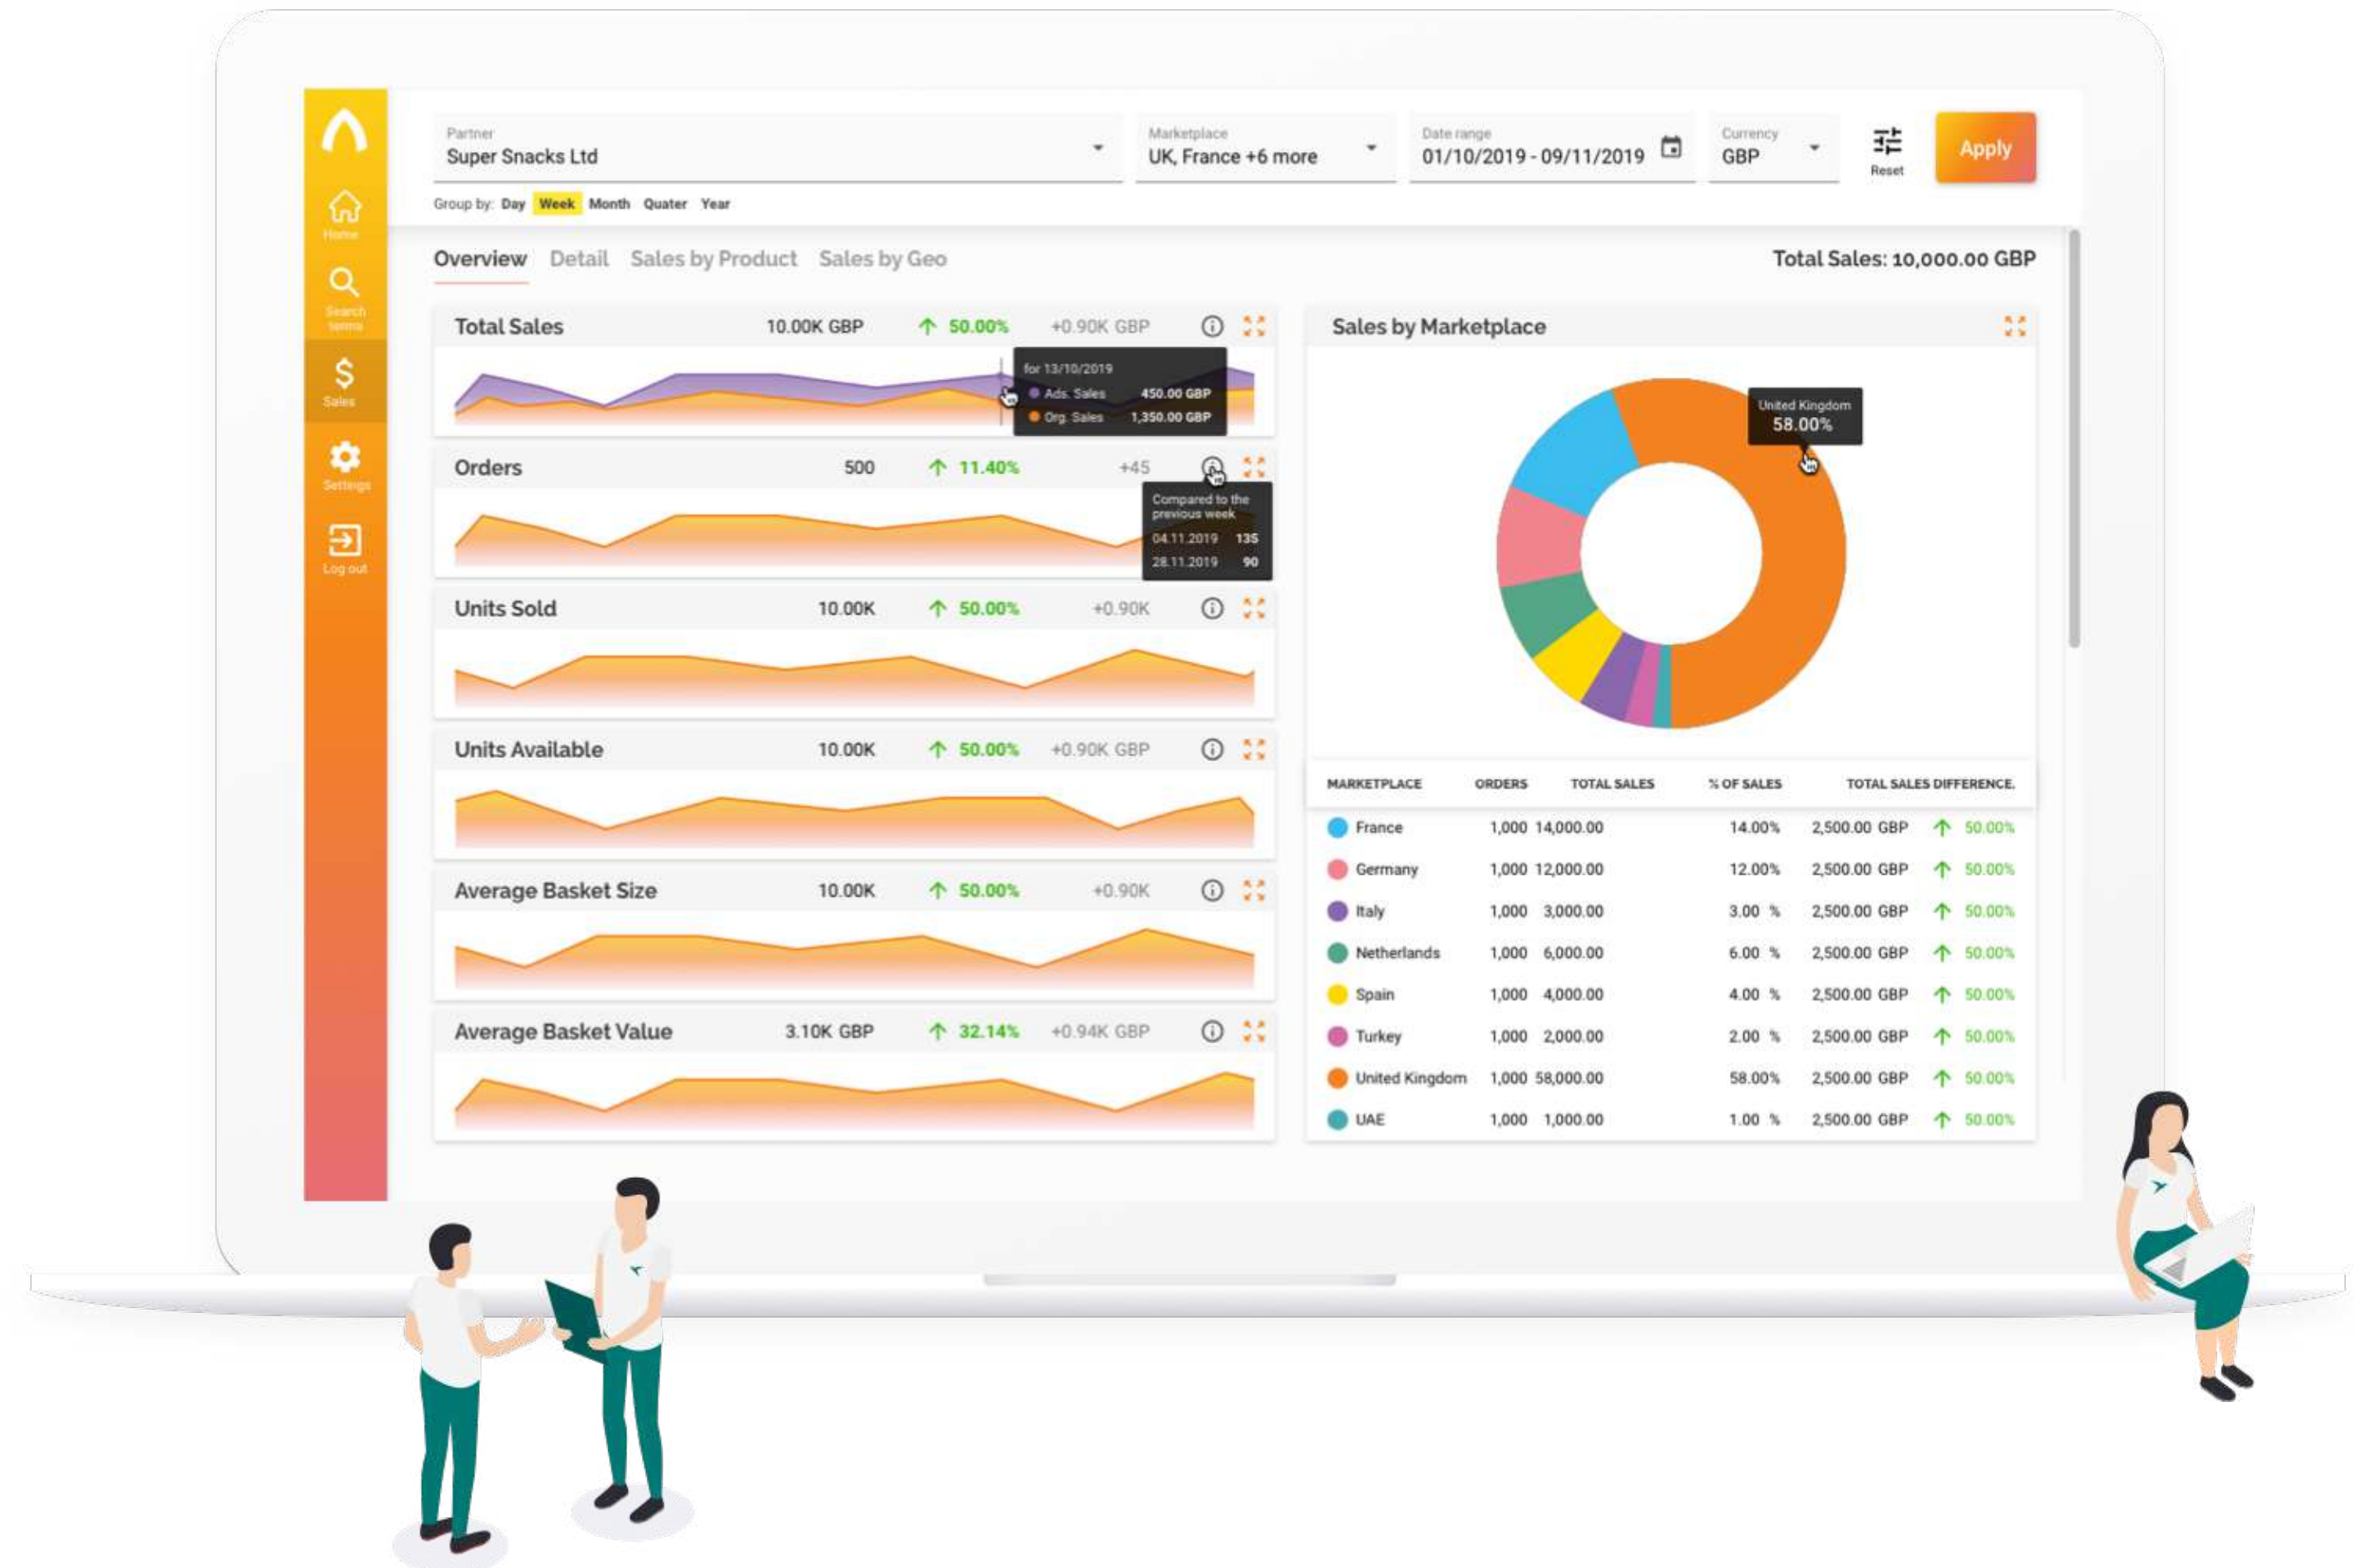 Partner
Super Snacks Ltd
Marketplace
UK, France +6 more
Date range
01/10/2019 - 09/11/2019
Currency
GBP
Reset
Apply
Group by: Day Week Month Quater Year
Home
Search
terms
Sales
Settings
Log out
Overview Detail Sales by Product Sales by Geo
Total Sales: 10,000.00 GBP
Total Sales 10.00K GBP 50.00% +0.90K GBP
for 13/10/2019
Ads. Sales 450.00 GBP
Org. Sales 1,350.00 GBP
Orders 500 11.40% +45
Compared to the
previous week
04.11.2019 135
28.11.2019 90
Units Sold 10.00K 50.00% +0.90K
Units Available 10.00K 50.00% +0.90K GBP
Average Basket Size 10.00K 50.00% +0.90K
Average Basket Value 3.10K GBP 32.14% +0.94K GBP
Sales by Marketplace
United Kingdom
58.00%
MARKETPLACE ORDERS TOTAL SALES % OF SALES TOTAL SALES DIFFERENCE.
France 1,000 14,000.00 14.00% 2,500.00 GBP 50.00%
Germany 1,000 12,000.00 12.00% 2,500.00 GBP 50.00%
Italy 1,000 3,000.00 3.00 % 2,500.00 GBP 50.00%
Netherlands 1,000 6,000.00 6.00 % 2,500.00 GBP 50.00%
Spain 1,000 4,000.00 4.00 % 2,500.00 GBP 50.00%
Turkey 1,000 2,000.00 2.00 % 2,500.00 GBP 50.00%
United Kingdom 1,000 58,000.00 58.00% 2,500.00 GBP 50.00%
UAE 1,000 1,000.00 1.00 % 2,500.00 GBP 50.00%